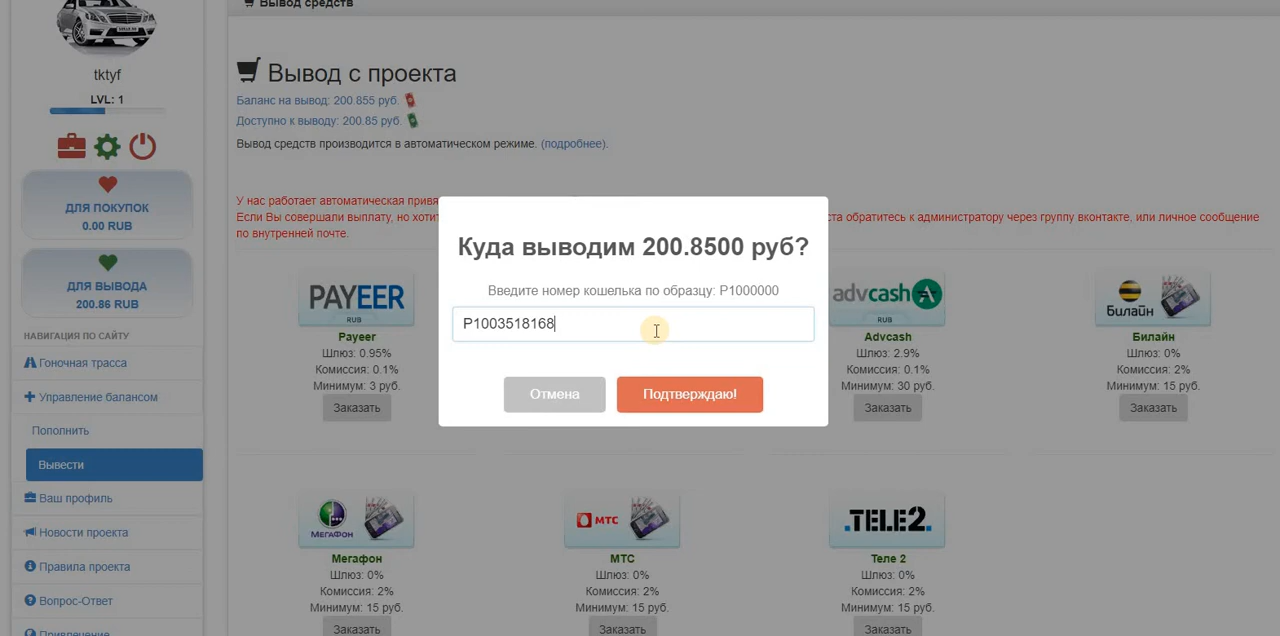 Вывод средств
tktyf
LVL: 1
ДЛЯ ПОКУПОК
0.00 RUB
ДЛЯ ВЫВОДА
200.86 RUB
НАВИГАЦИЯ ПО САЙТУ
Гоночная трасса
Управление балансом
Пополнить
Вывести
Ваш профиль
Новости проекта
Правила проекта
Вопрос-Ответ
Привлечение
Вывод с проекта
Баланс на вывод: 200.855 руб.
Доступно к выводу: 200.85 руб.
Вывод средств производится в автоматическом режиме. (подробнее).
У нас работает автоматическая
Если Вы совершали выплату, но обратитесь к администратору через группу вконтакте, или личное сообщение
по внутренней почте.
Куда выводим 200.8500 руб?
Введите номер кошелька по образцу: P1000000
P1003518168
Отмена
Подтверждаю!
PAYEER
RUB
Payeer
Шлюз: 0.95%
Комиссия: 0.1%
Минимум: 3 руб.
Заказать
advcash
RUB
Advcash
Шлюз: 2.9%
Комиссия: 0.1%
Минимум: 30 руб.
Заказать
Билайн
Билайн
Шлюз: 0%
Комиссия: 2%
Минимум: 15 руб.
Заказать
МЕГАФОН
Мегафон
Шлюз: 0%
Комиссия: 2%
Минимум: 15 руб.
Заказать
МТС
МТС
Шлюз: 0%
Комиссия: 2%
Минимум: 15 руб.
Заказать
.TELE2.
Теле 2
Шлюз: 0%
Комиссия: 2%
Минимум: 15 руб.
Заказать